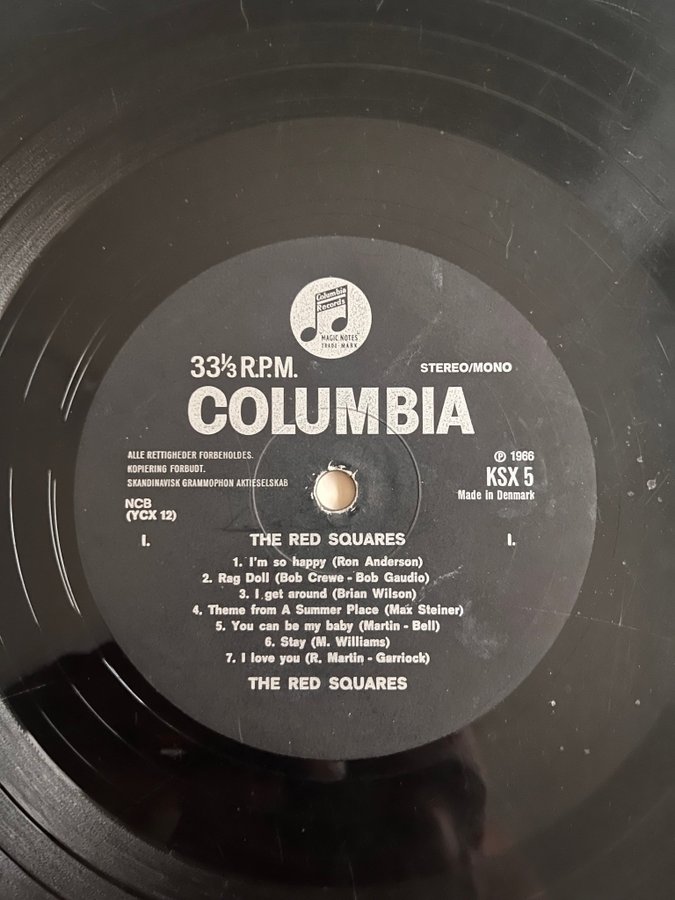 Columbia
Records
"MAGIC NOTES"
TRADE-MARK
33⅓ R.P.M.
STEREO/MONO
COLUMBIA
ALLE RETTIGHEDER FORBEHOLDES.
KOPIERING FORBUDT.
SKANDINAVISK GRAMMOPHON AKTIESELSKAB
℗ 1966
KSX 5
Made in Denmark
NCB
(YCX 12)
I.
THE RED SQUARES
I.
1. I'm so happy (Ron Anderson)
2. Rag Doll (Bob Crewe - Bob Gaudio)
3. I get around (Brian Wilson)
4. Theme from A Summer Place (Max Steiner)
5. You can be my baby (Martin - Bell)
6. Stay (M. Williams)
7. I love you (R. Martin - Garriock)
THE RED SQUARES